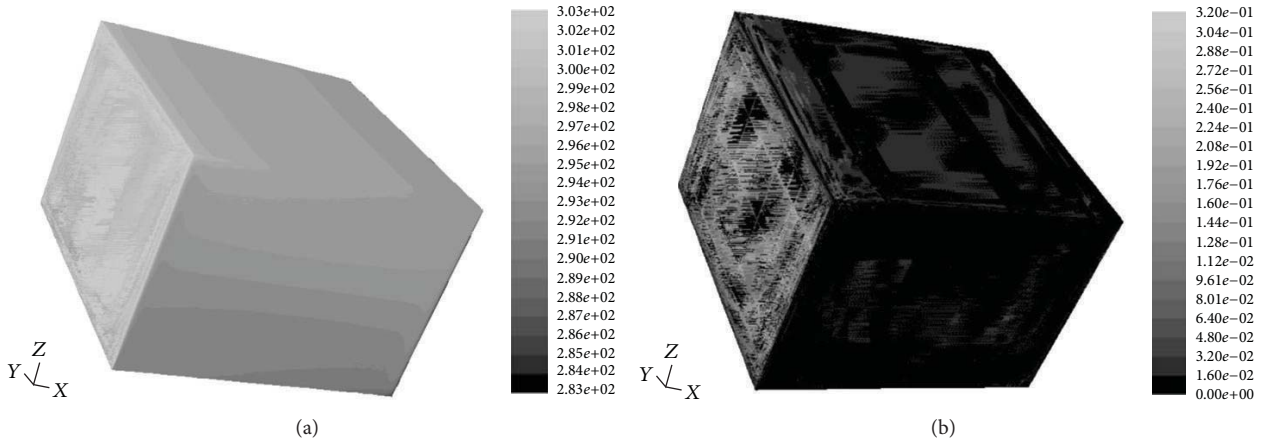 3.03e+02
3.02e+02
3.01e+02
3.00e+02
2.99e+02
2.98e+02
2.97e+02
2.96e+02
2.95e+02
2.94e+02
2.93e+02
2.92e+02
2.91e+02
2.90e+02
2.89e+02
2.88e+02
2.87e+02
2.86e+02
2.85e+02
2.84e+02
2.83e+02
Z
Y
X
(a)
3.20e−01
3.04e−01
2.88e−01
2.72e−01
2.56e−01
2.40e−01
2.24e−01
2.08e−01
1.92e−01
1.76e−01
1.60e−01
1.44e−01
1.28e−01
1.12e−02
9.61e−02
8.01e−02
6.40e−02
4.80e−02
3.20e−02
1.60e−02
0.00e+00
Z
Y
X
(b)